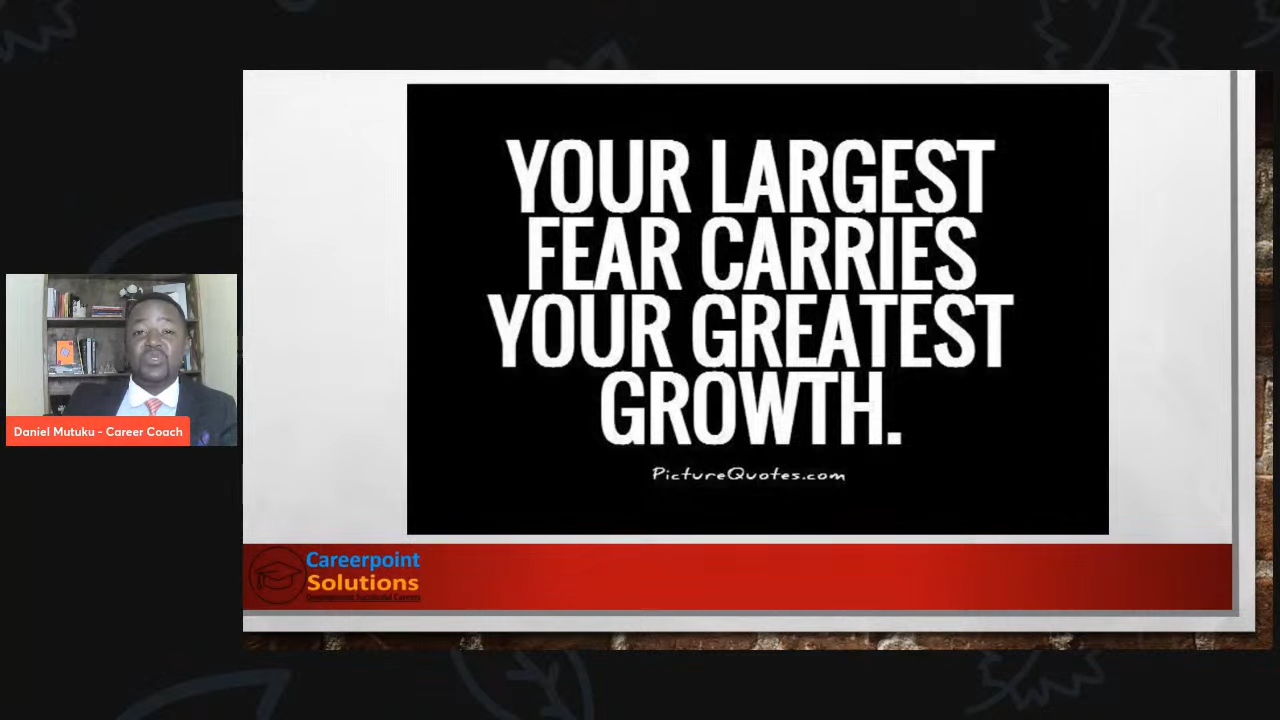 YOUR LARGEST
FEAR CARRIES
YOUR GREATEST
GROWTH.
PictureQuotes.com
Daniel Mutuku - Career Coach
Careerpoint
Solutions